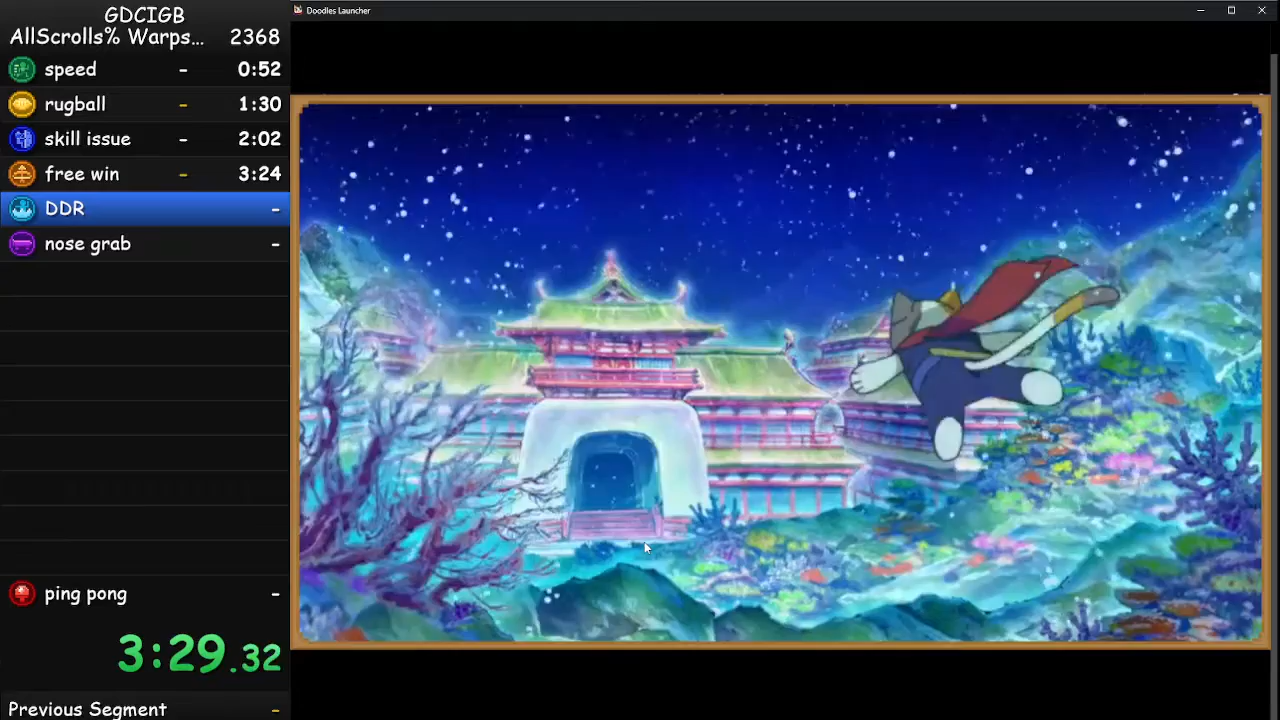 Doodles Launcher
GDCIGB
AllScrolls% Warps... 2368
speed - 0:52
rugball - 1:30
skill issue - 2:02
free win - 3:24
DDR -
nose grab -
ping pong -
3:29.32
Previous Segment -